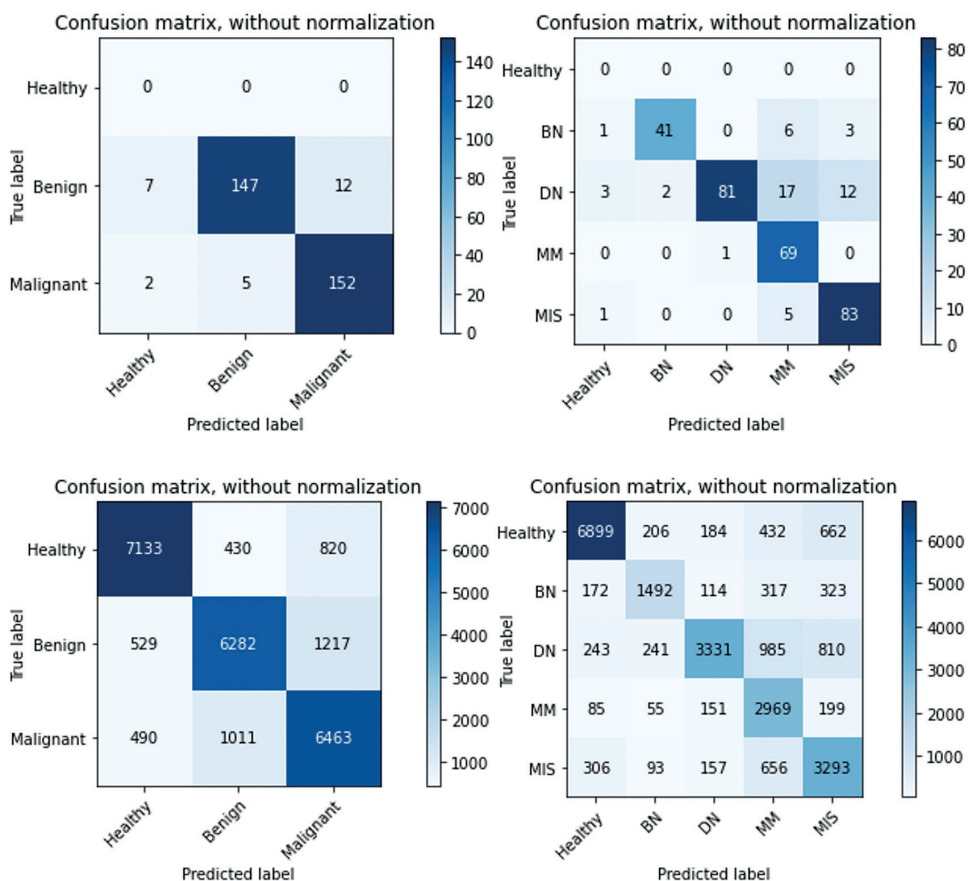 Confusion matrix, without normalization
Healthy 0 0 0
Benign 7 147 12
Malignant 2 5 152
True label
Healthy Benign Malignant
Predicted label
140
120
100
80
60
40
20
0
Confusion matrix, without normalization
Healthy 0 0 0 0 0
BN 1 41 0 6 3
DN 3 2 81 17 12
MM 0 0 1 69 0
MIS 1 0 0 5 83
True label
Healthy BN DN MM MIS
Predicted label
80
70
60
50
40
30
20
10
0
Confusion matrix, without normalization
Healthy 7133 430 820
Benign 529 6282 1217
Malignant 490 1011 6463
True label
Healthy Benign Malignant
Predicted label
7000
6000
5000
4000
3000
2000
1000
Confusion matrix, without normalization
Healthy 6899 206 184 432 662
BN 172 1492 114 317 323
DN 243 241 3331 985 810
MM 85 55 151 2969 199
MIS 306 93 157 656 3293
True label
Healthy BN DN MM MIS
Predicted label
6000
5000
4000
3000
2000
1000